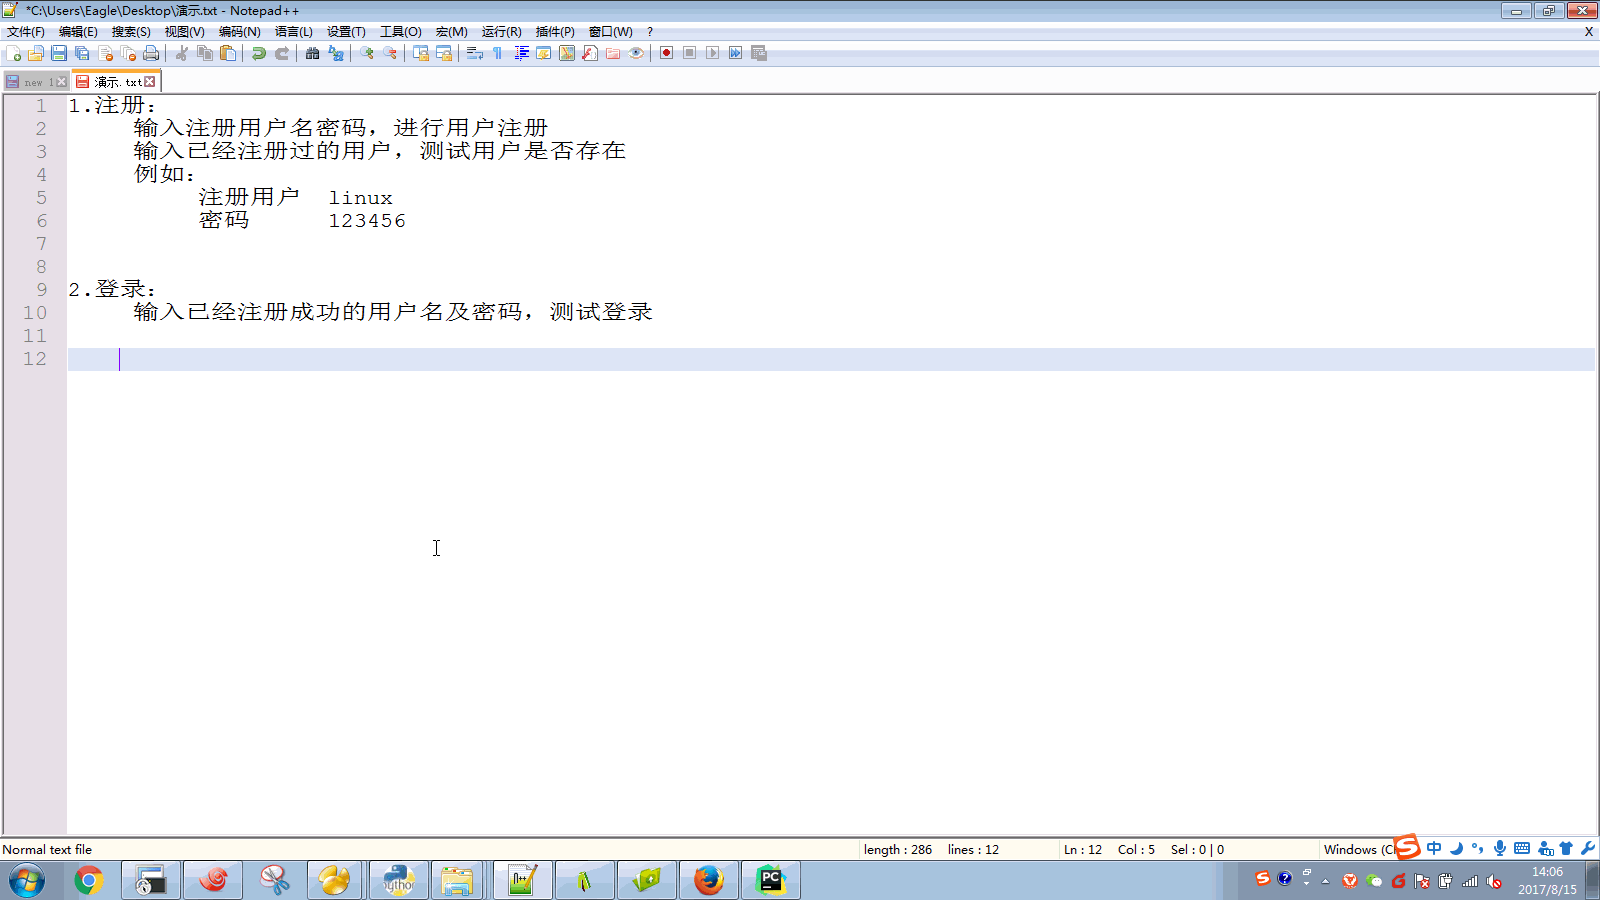 *C:\Users\Eagle\Desktop\演示.txt - Notepad++
文件(F) 编辑(E) 搜索(S) 视图(V) 编码(N) 语言(L) 设置(T) 工具(O) 宏(M) 运行(R) 插件(P) 窗口(W) ? X
new 1 演示.txt
1 1.注册：
2 输入注册用户名密码，进行用户注册
3 输入已经注册过的用户，测试用户是否存在
4 例如：
5 注册用户 linux
6 密码 123456
7
8
9 2.登录：
10 输入已经注册成功的用户名及密码，测试登录
11
12
Normal text file length : 286 lines : 12 Ln : 12 Col : 5 Sel : 0 | 0 Windows (C 中
python PC 14:06
2017/8/15